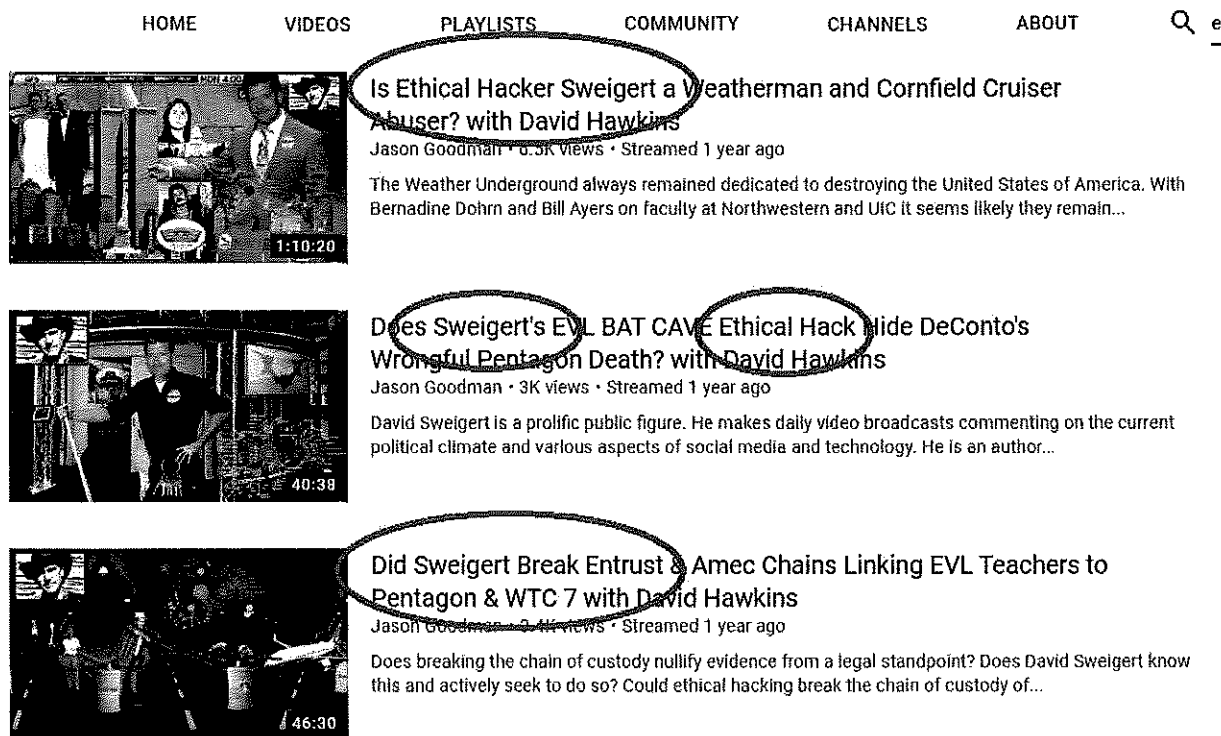 HOME VIDEOS PLAYLISTS COMMUNITY CHANNELS ABOUT e
Is Ethical Hacker Sweigert a Weatherman and Cornfield Cruiser
Abuser? with David Hawkins
Jason Goodman • 6.5K views • Streamed 1 year ago
The Weather Underground always remained dedicated to destroying the United States of America. With
Bernadine Dohrn and Bill Ayers on faculty at Northwestern and UIC it seems likely they remain...
1:10:20
Does Sweigert's EVL BAT CAVE Ethical Hack Hide DeConto's
Wrongful Pentagon Death? with David Hawkins
Jason Goodman • 3K views • Streamed 1 year ago
David Sweigert is a prolific public figure. He makes daily video broadcasts commenting on the current
political climate and various aspects of social media and technology. He is an author...
40:38
Did Sweigert Break Entrust & Amec Chains Linking EVL Teachers to
Pentagon & WTC 7 with David Hawkins
Jason Goodman • views • Streamed 1 year ago
Does breaking the chain of custody nullify evidence from a legal standpoint? Does David Sweigert know
this and actively seek to do so? Could ethical hacking break the chain of custody of...
46:30